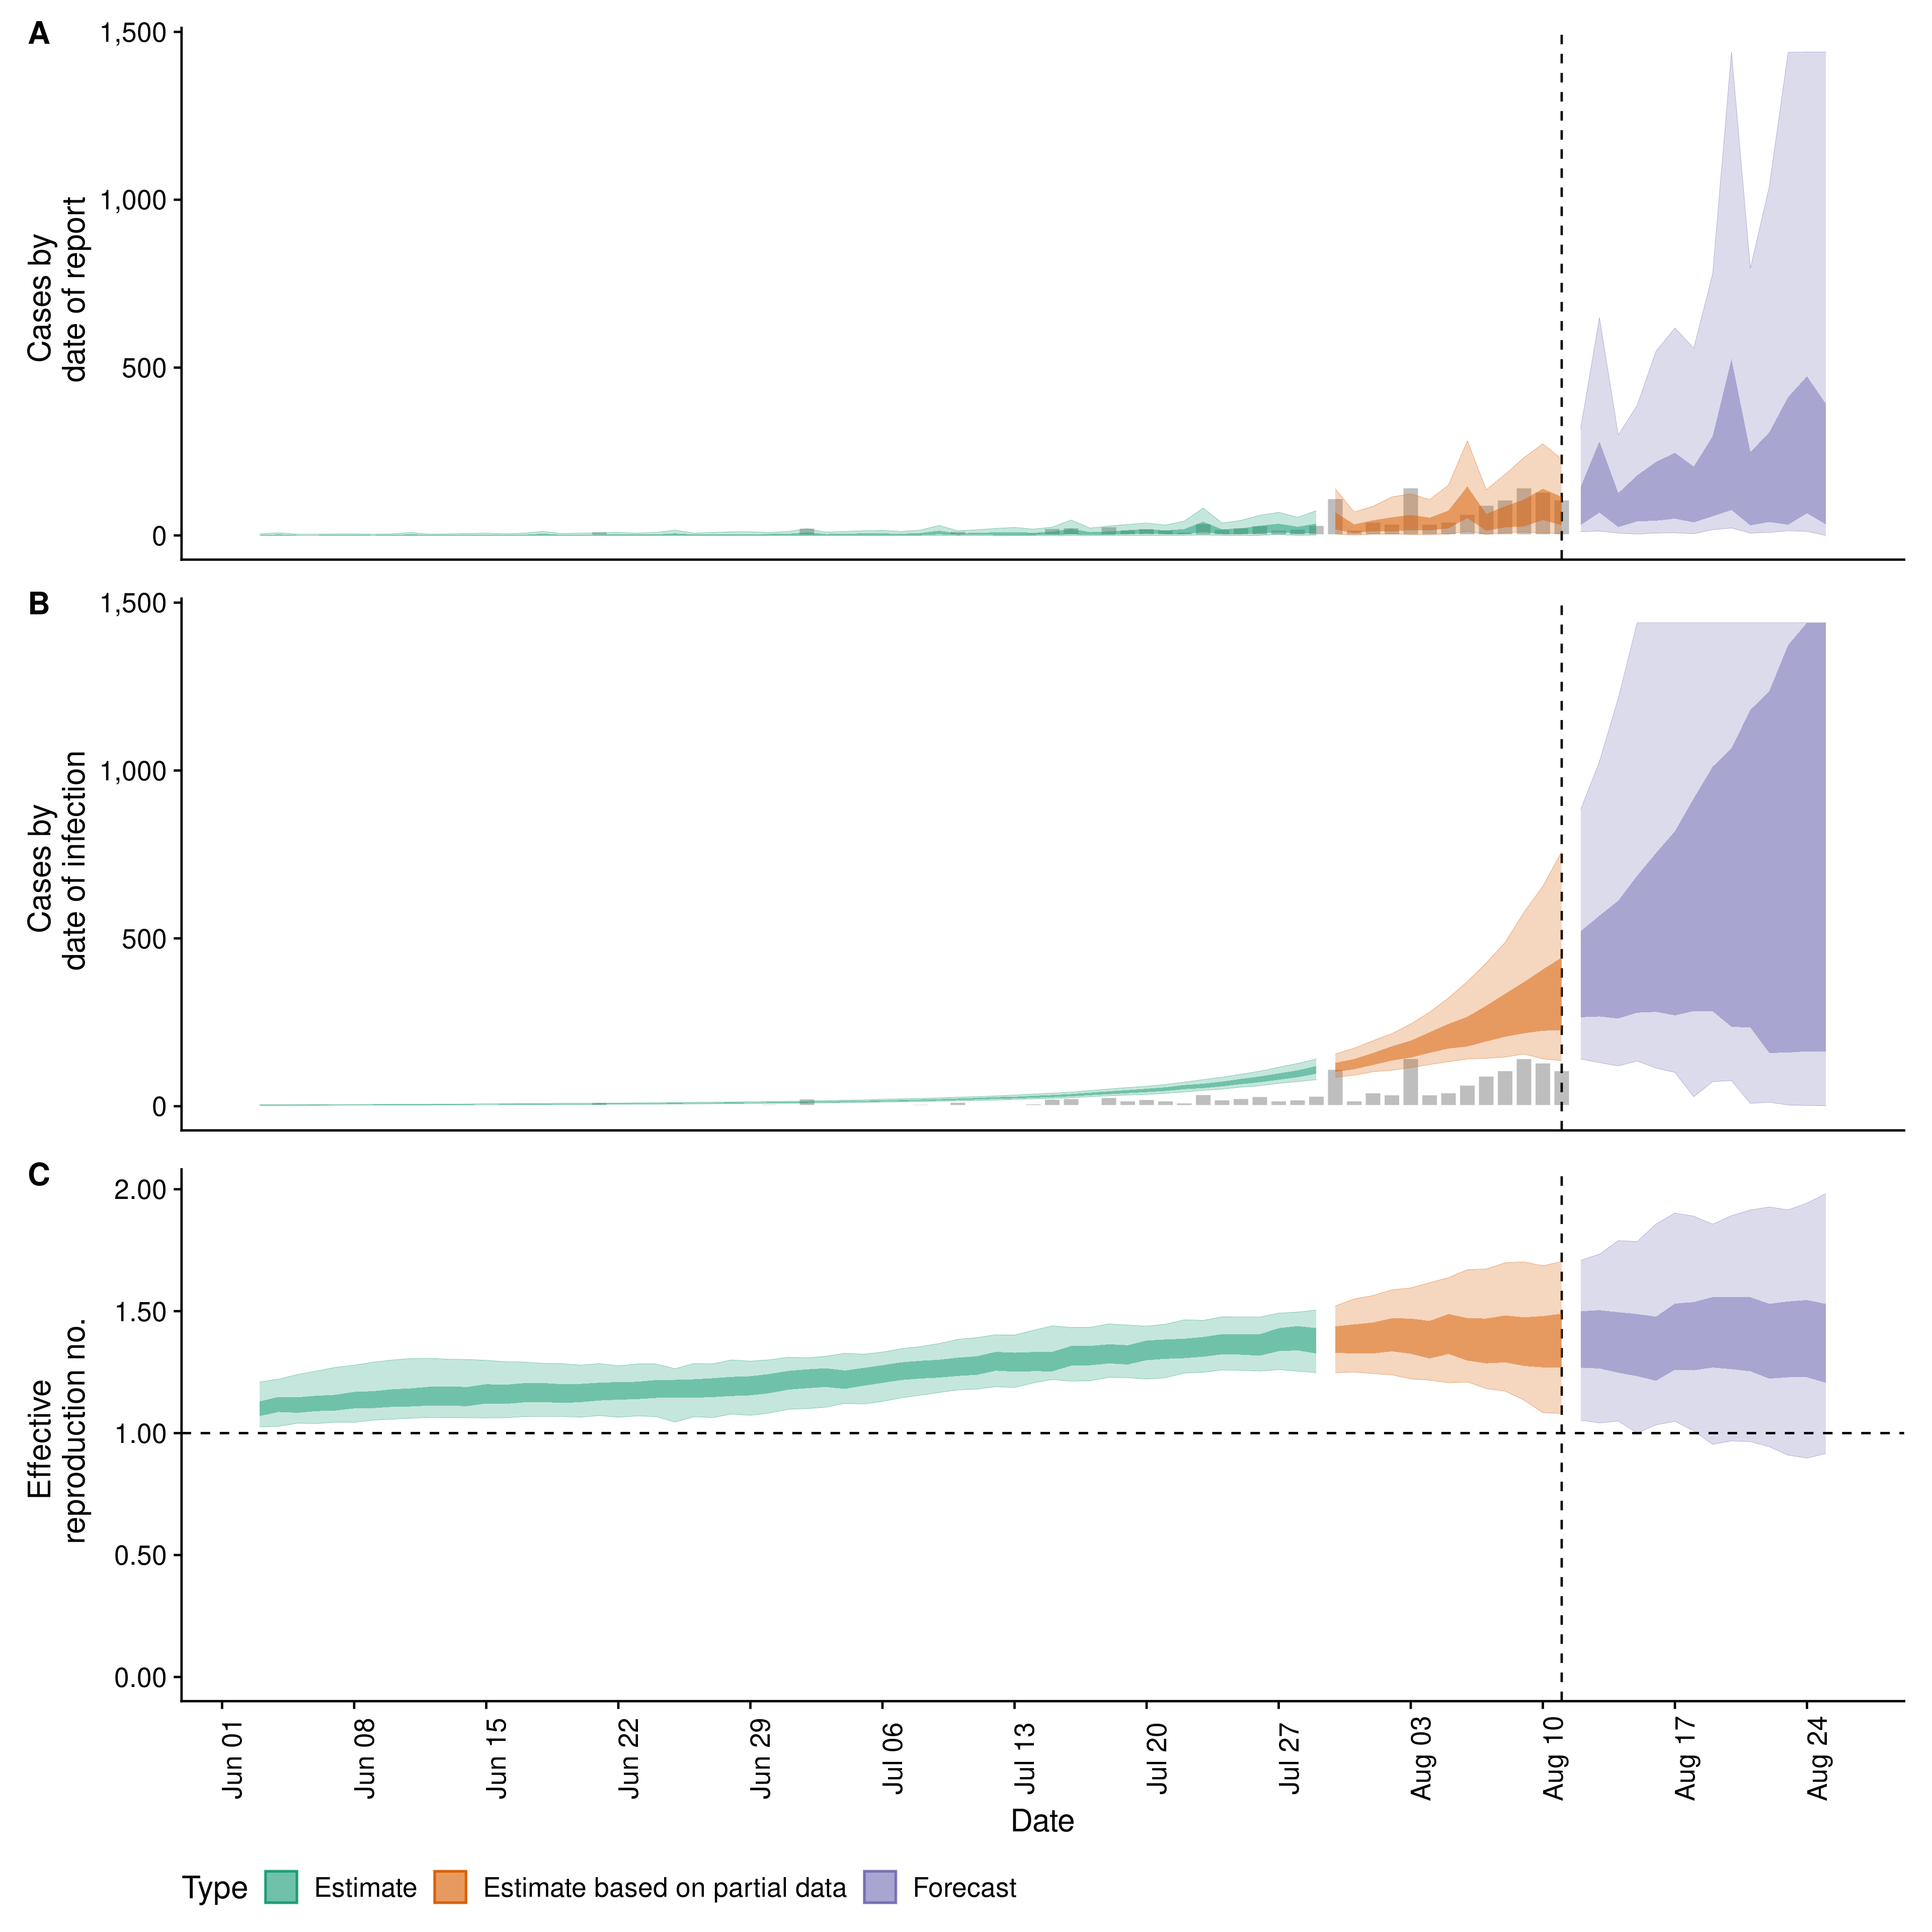 A
1,500
1,000
500
0
Cases by
date of report
B
1,500
1,000
500
0
Cases by
date of infection
C
2.00
1.50
1.00
0.50
0.00
Effective
reproduction no.
Jun 01
Jun 08
Jun 15
Jun 22
Jun 29
Jul 06
Jul 13
Jul 20
Jul 27
Aug 03
Aug 10
Aug 17
Aug 24
Date
Type Estimate Estimate based on partial data Forecast